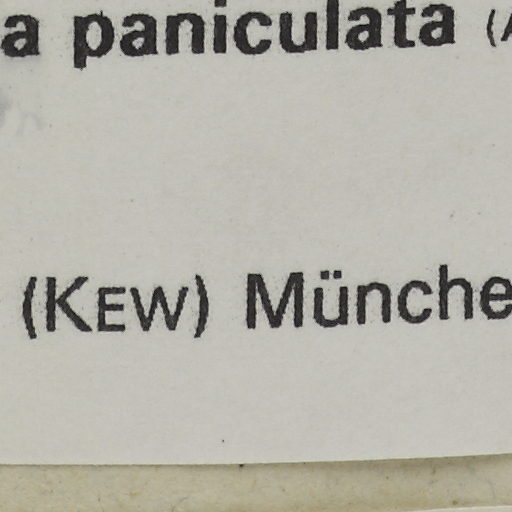 a paniculata (
(KEW) Münche